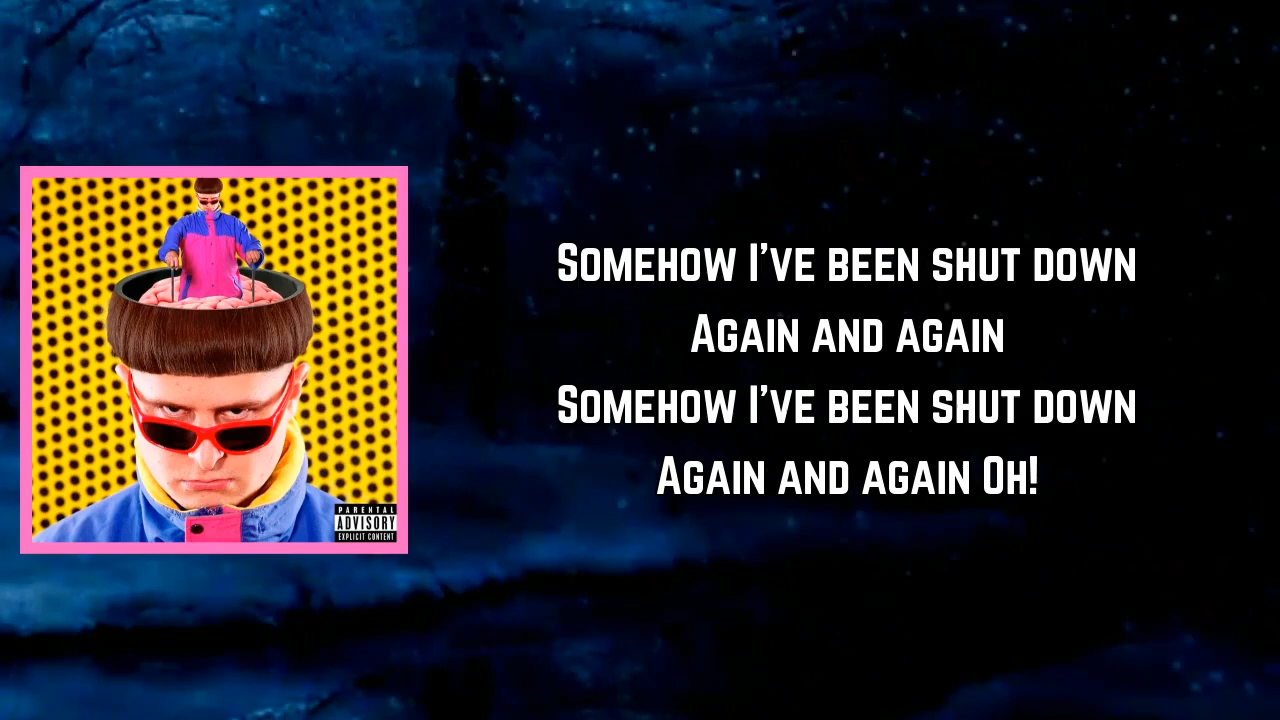 PARENTAL
ADVISORY
EXPLICIT CONTENT
Somehow I've been shut down
Again and again
Somehow I've been shut down
Again and again Oh!